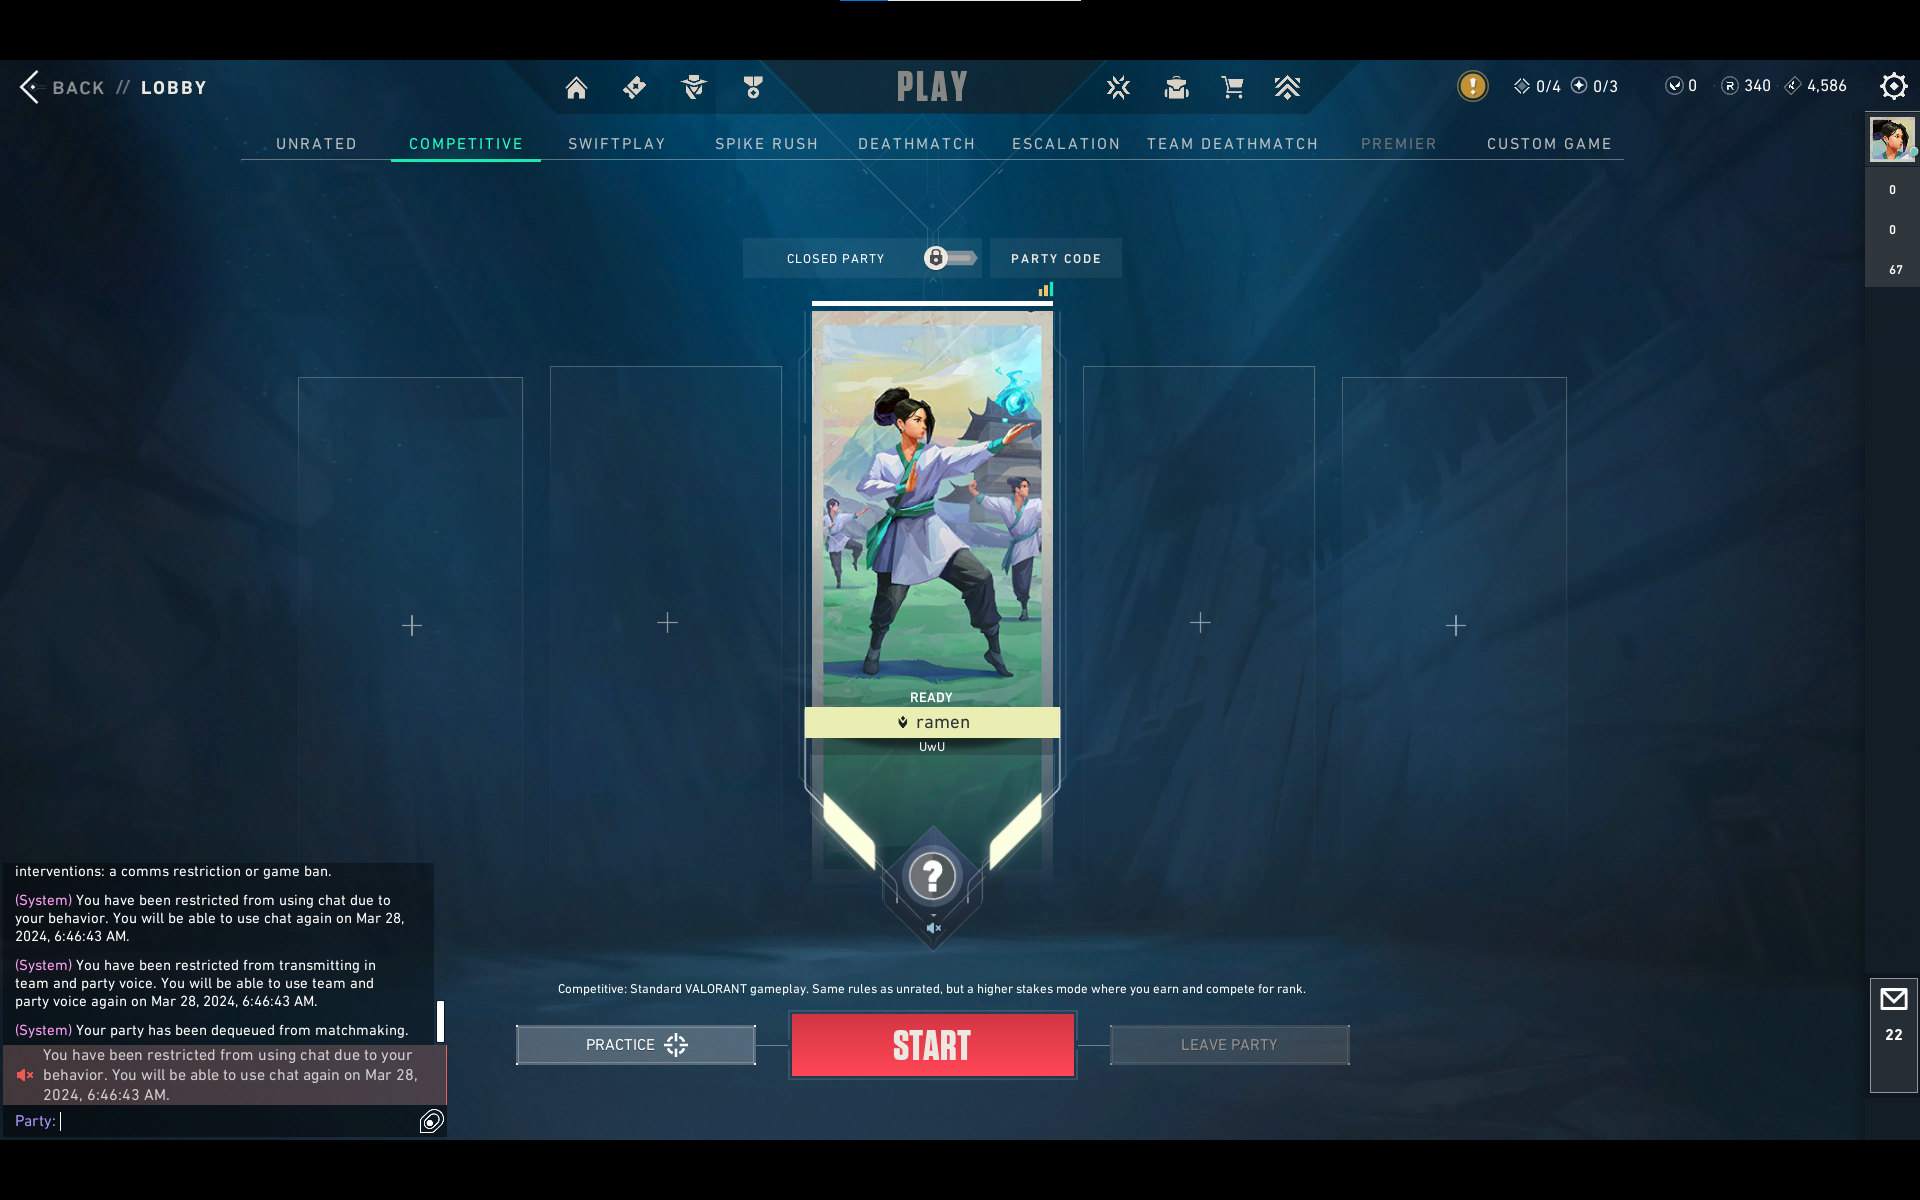 BACK // LOBBY
PLAY
0/4 0/3
0 340 4,586
UNRATED COMPETITIVE SWIFTPLAY SPIKE RUSH DEATHMATCH ESCALATION TEAM DEATHMATCH PREMIER CUSTOM GAME
0
0
67
CLOSED PARTY
PARTY CODE
READY
ramen
UwU
interventions: a comms restriction or game ban.
(System) You have been restricted from using chat due to
your behavior. You will be able to use chat again on Mar 28,
2024, 6:46:43 AM.
(System) You have been restricted from transmitting in
team and party voice. You will be able to use team and
party voice again on Mar 28, 2024, 6:46:43 AM.
(System) Your party has been dequeued from matchmaking.
You have been restricted from using chat due to your
behavior. You will be able to use chat again on Mar 28,
2024, 6:46:43 AM.
Party:
Competitive: Standard VALORANT gameplay. Same rules as unrated, but a higher stakes mode where you earn and compete for rank.
PRACTICE
START
LEAVE PARTY
22